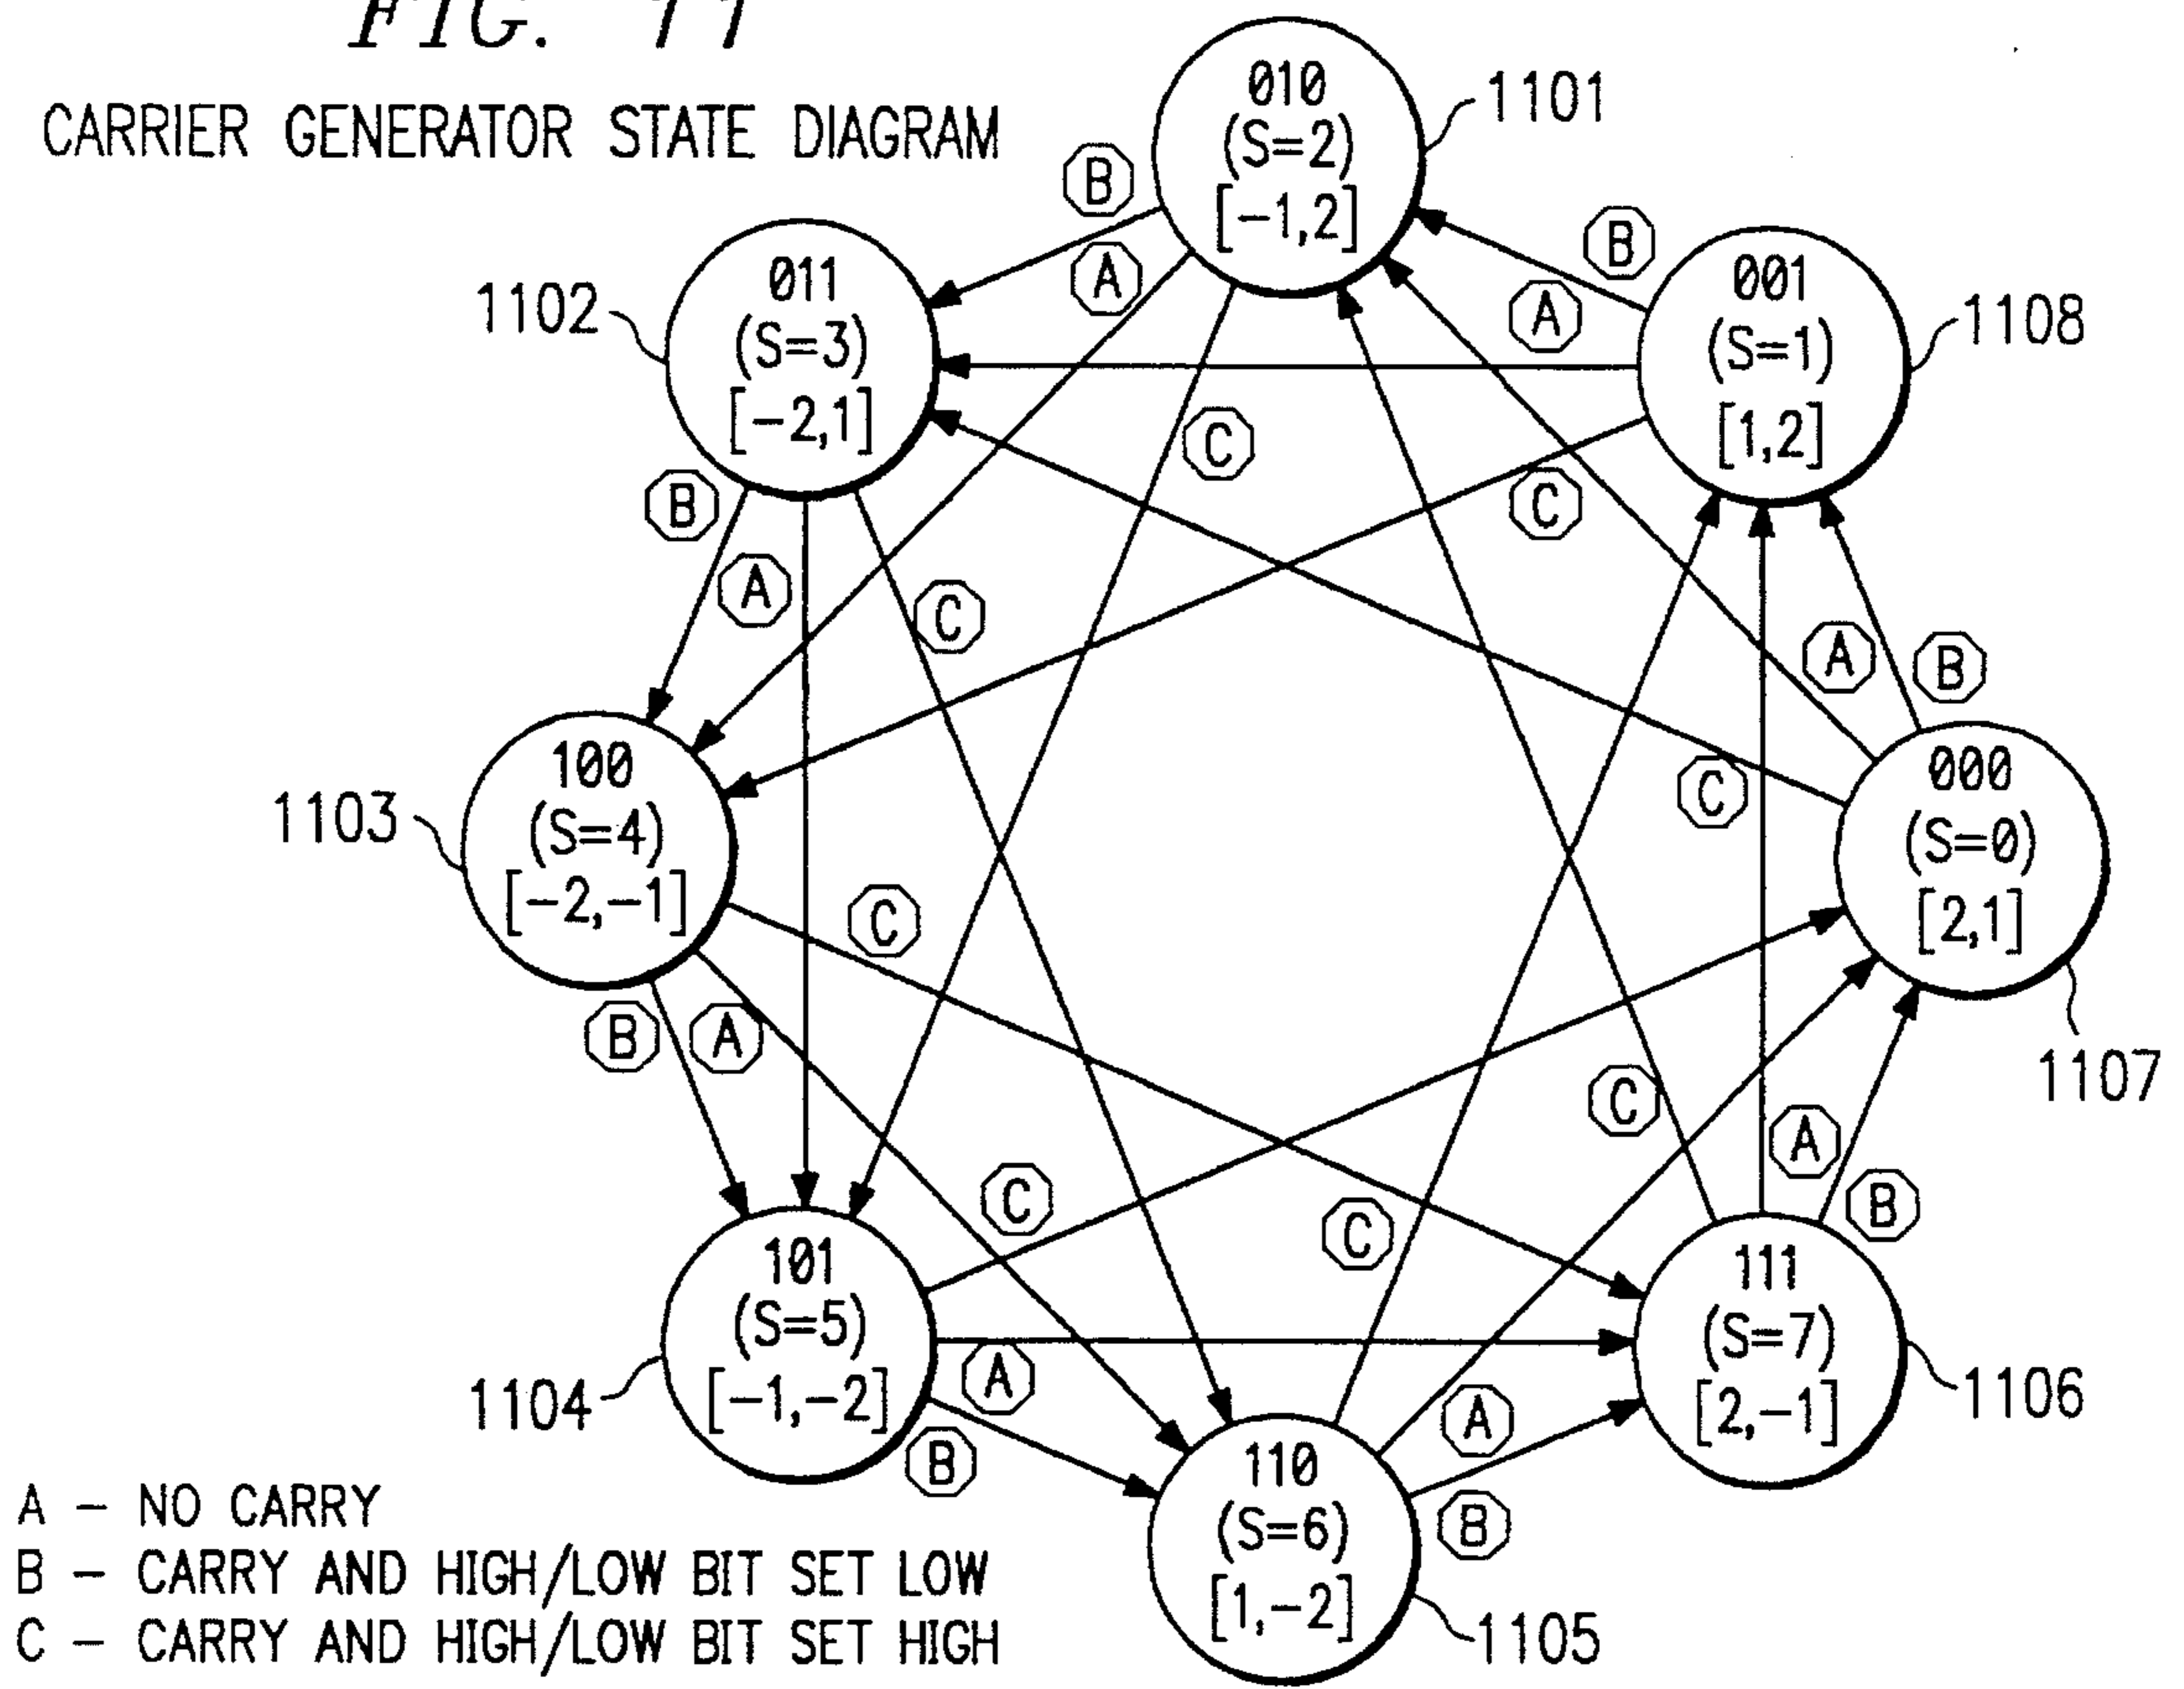 FIG. 11
CARRIER GENERATOR STATE DIAGRAM
010
(S=2)
[-1,2]
1101
B
A
C
011
(S=3)
[-2,1]
1102
B
A
C
001
(S=1)
[1,2]
1108
B
A
C
100
(S=4)
[-2,-1]
1103
C
B
A
000
(S=0)
[2,1]
1107
A
B
C
101
(S=5)
[-1,-2]
1104
C
A
B
110
(S=6)
[1,-2]
1105
C
A
B
111
(S=7)
[2,-1]
1106
C
A
B
A - NO CARRY
B - CARRY AND HIGH/LOW BIT SET LOW
C - CARRY AND HIGH/LOW BIT SET HIGH